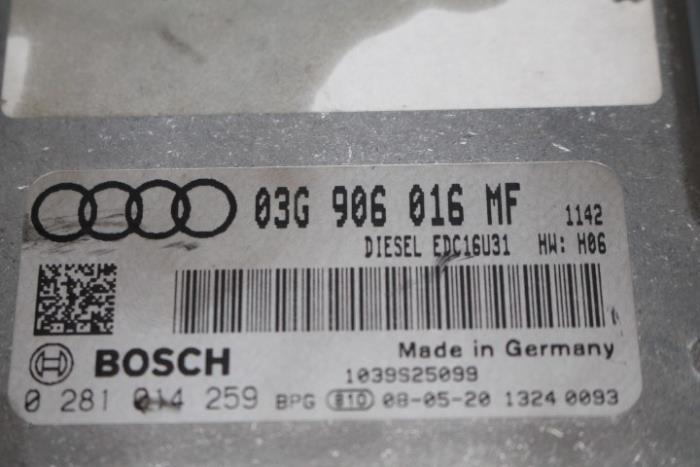 03G 906 016 MF 1142
DIESEL EDC16U31 HW: H06
BOSCH Made in Germany
1039S25099
0 281 014 259 BPG 810 08-05-20 1324 0093